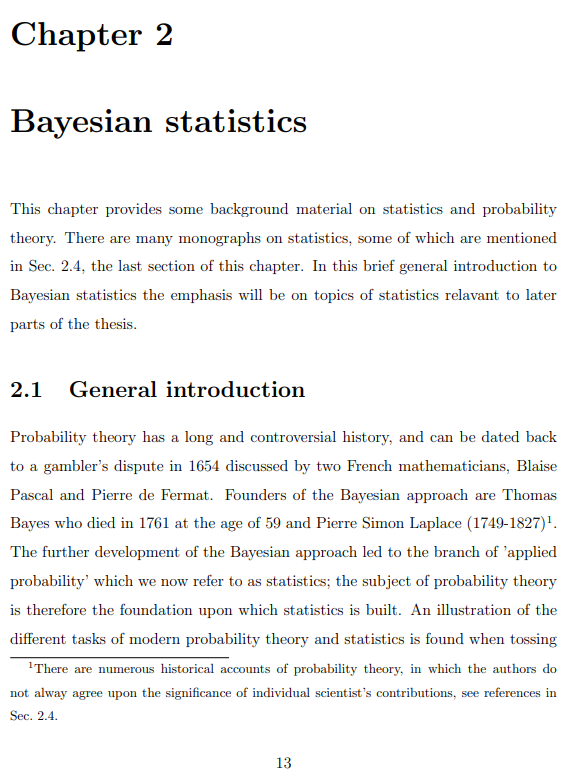 Chapter 2
Bayesian statistics
This chapter provides some background material on statistics and probability
theory. There are many monographs on statistics, some of which are mentioned
in Sec. 2.4, the last section of this chapter. In this brief general introduction to
Bayesian statistics the emphasis will be on topics of statistics relavant to later
parts of the thesis.
2.1 General introduction
Probability theory has a long and controversial history, and can be dated back
to a gambler's dispute in 1654 discussed by two French mathematicians, Blaise
Pascal and Pierre de Fermat. Founders of the Bayesian approach are Thomas
Bayes who died in 1761 at the age of 59 and Pierre Simon Laplace (1749-1827)¹.
The further development of the Bayesian approach led to the branch of 'applied
probability' which we now refer to as statistics; the subject of probability theory
is therefore the foundation upon which statistics is built. An illustration of the
different tasks of modern probability theory and statistics is found when tossing
¹There are numerous historical accounts of probability theory, in which the authors do
not alway agree upon the significance of individual scientist's contributions, see references in
Sec. 2.4.
13